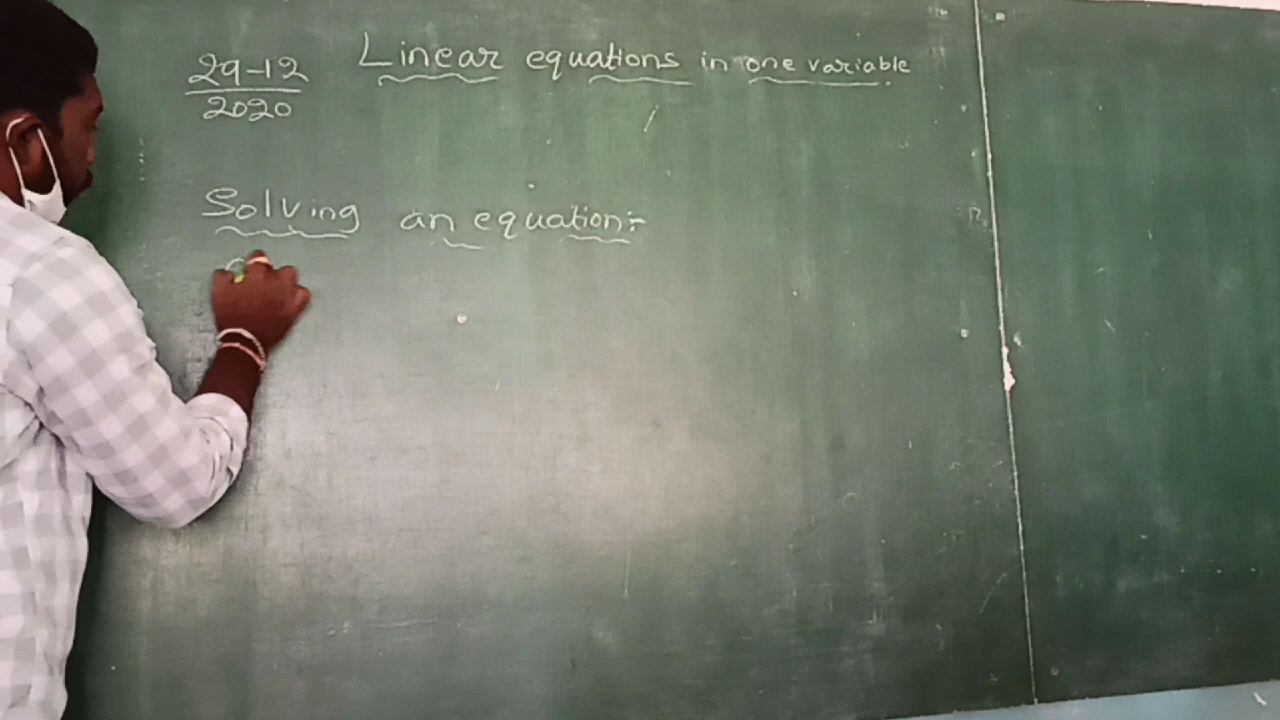 29-12
2020
Linear equations in one variable
Solving an equation:-